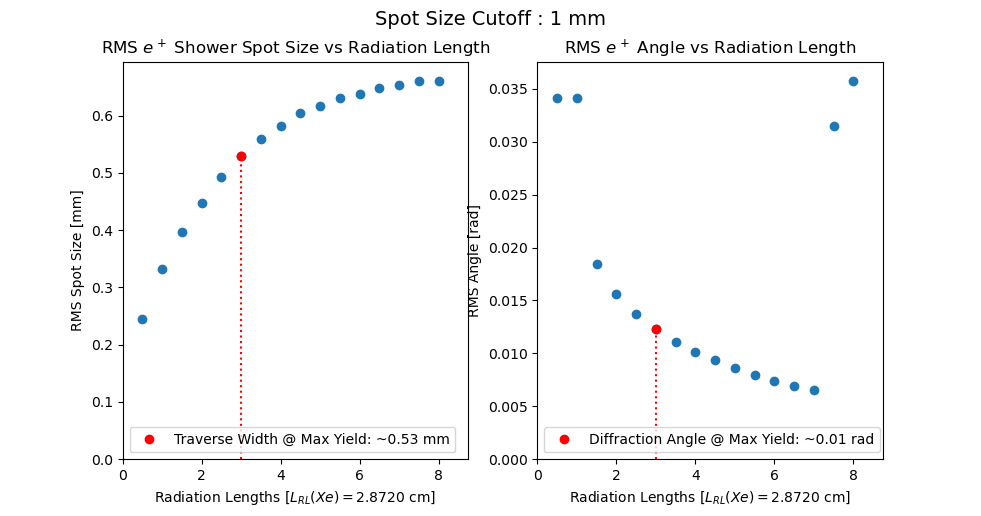 Spot Size Cutoff : 1 mm
RMS e⁺ Shower Spot Size vs Radiation Length
RMS Spot Size [mm]
0.6
0.5
0.4
0.3
0.2
0.1
0.0
0
2
4
6
8
Traverse Width @ Max Yield: ~0.53 mm
Radiation Lengths [L_RL(Xe) = 2.8720 cm]
RMS e⁺ Angle vs Radiation Length
RMS Angle [rad]
0.035
0.030
0.025
0.020
0.015
0.010
0.005
0.000
0
2
4
6
8
Diffraction Angle @ Max Yield: ~0.01 rad
Radiation Lengths [L_RL(Xe) = 2.8720 cm]